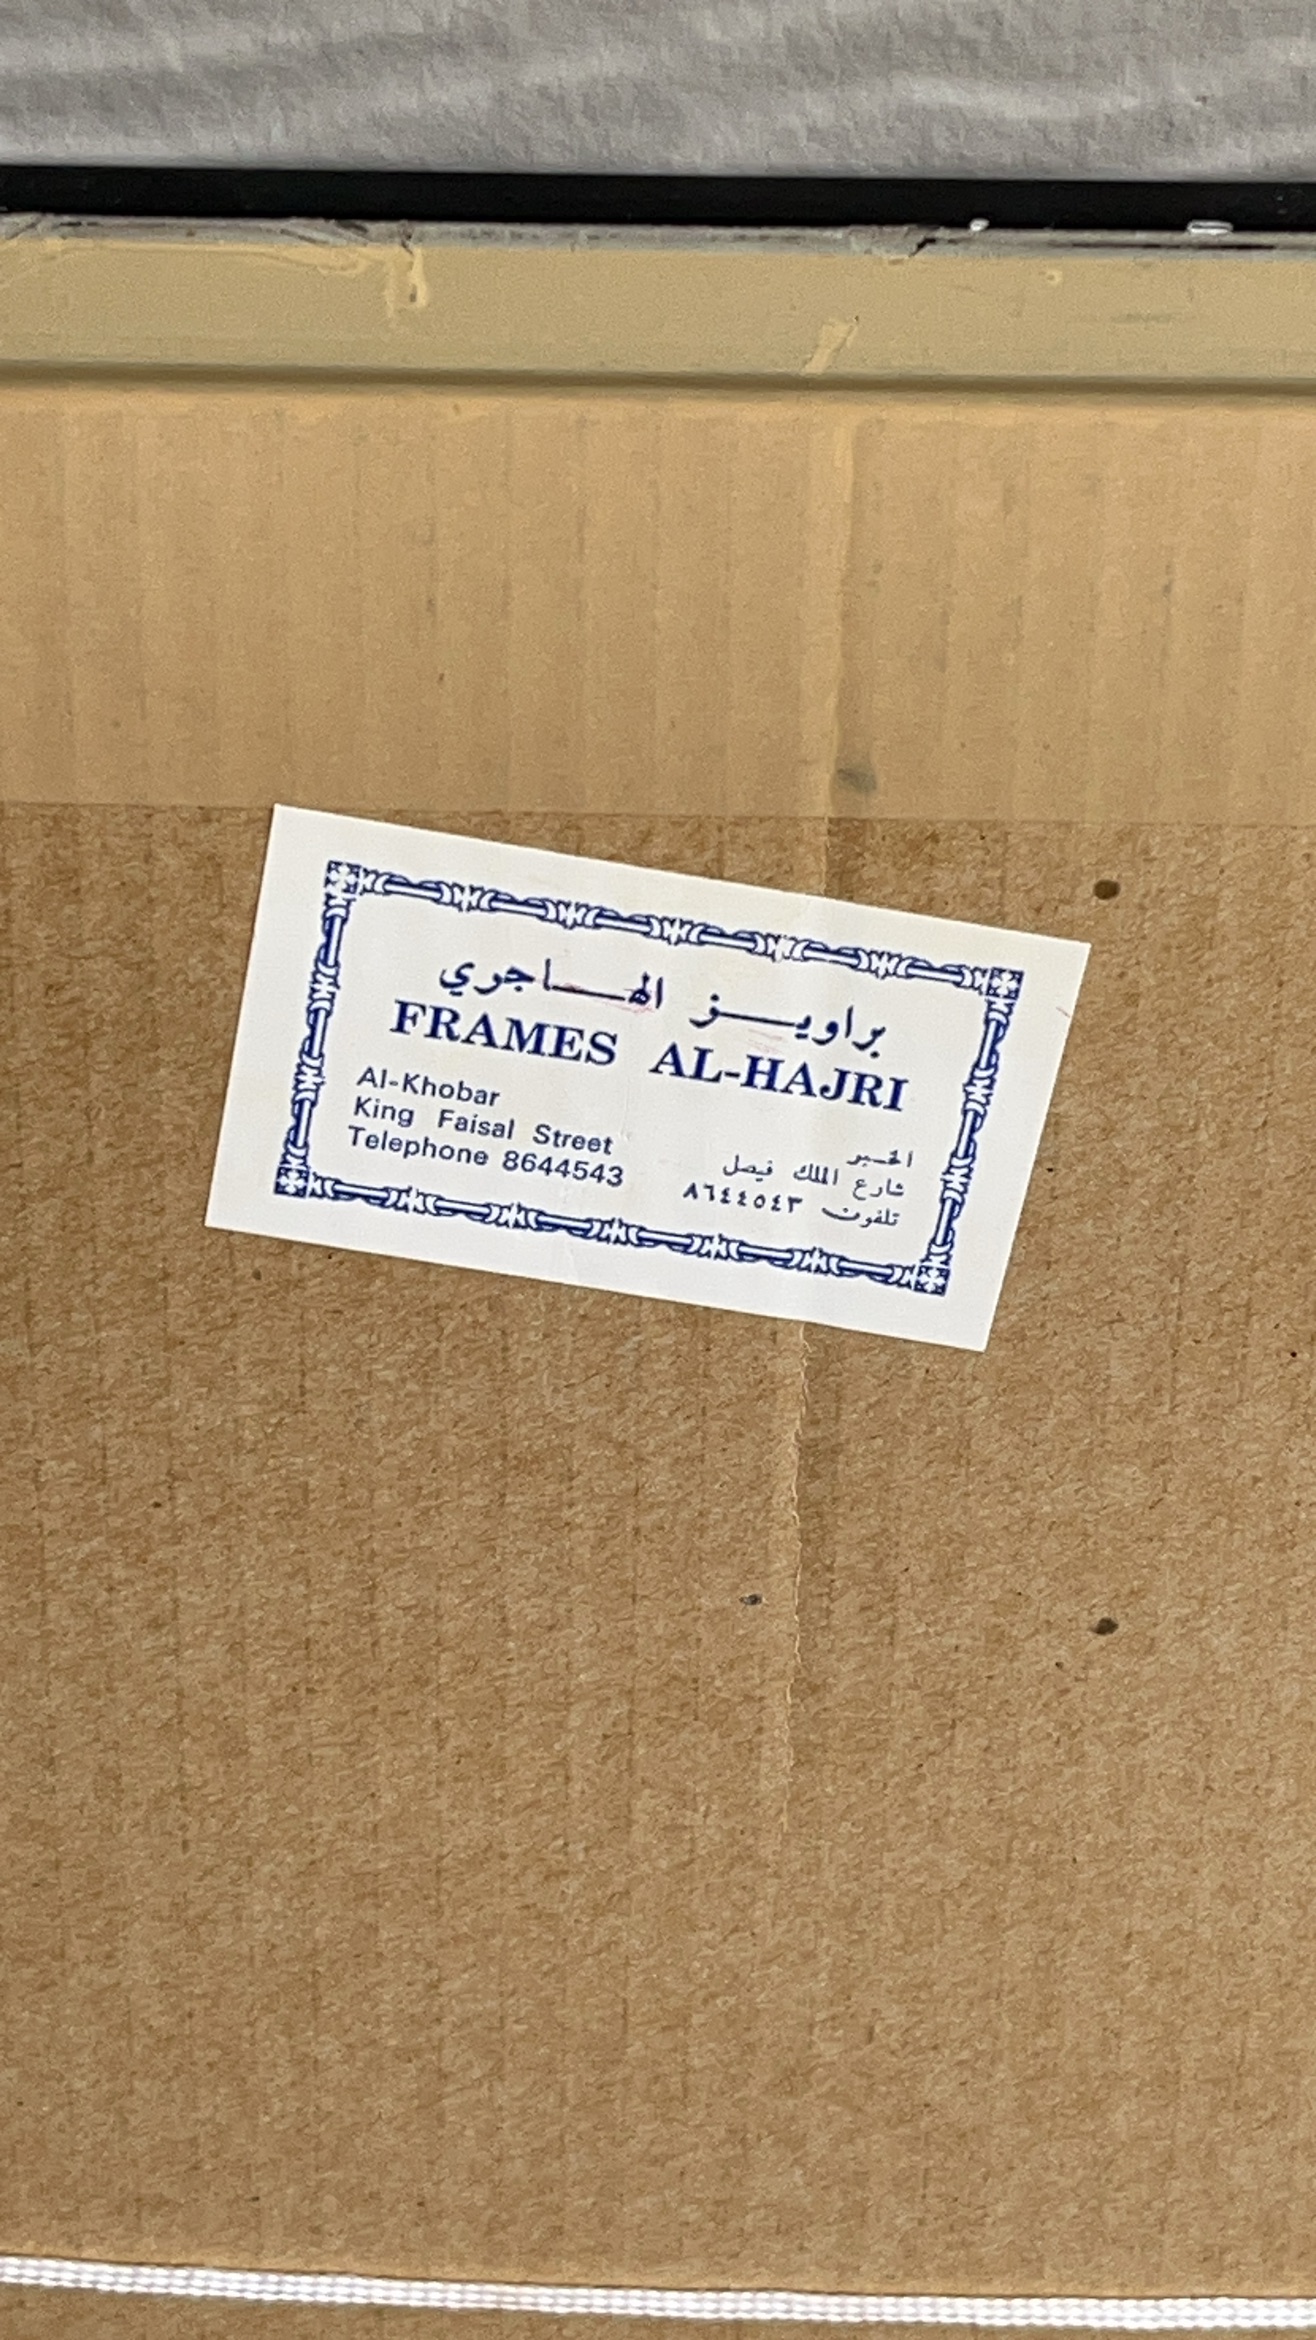 براويز الهاجري
FRAMES AL-HAJRI
Al-Khobar
King Faisal Street
Telephone 8644543
الخبر
شارع الملك فيصل
تلفون ٨٦٤٤٥٤٣